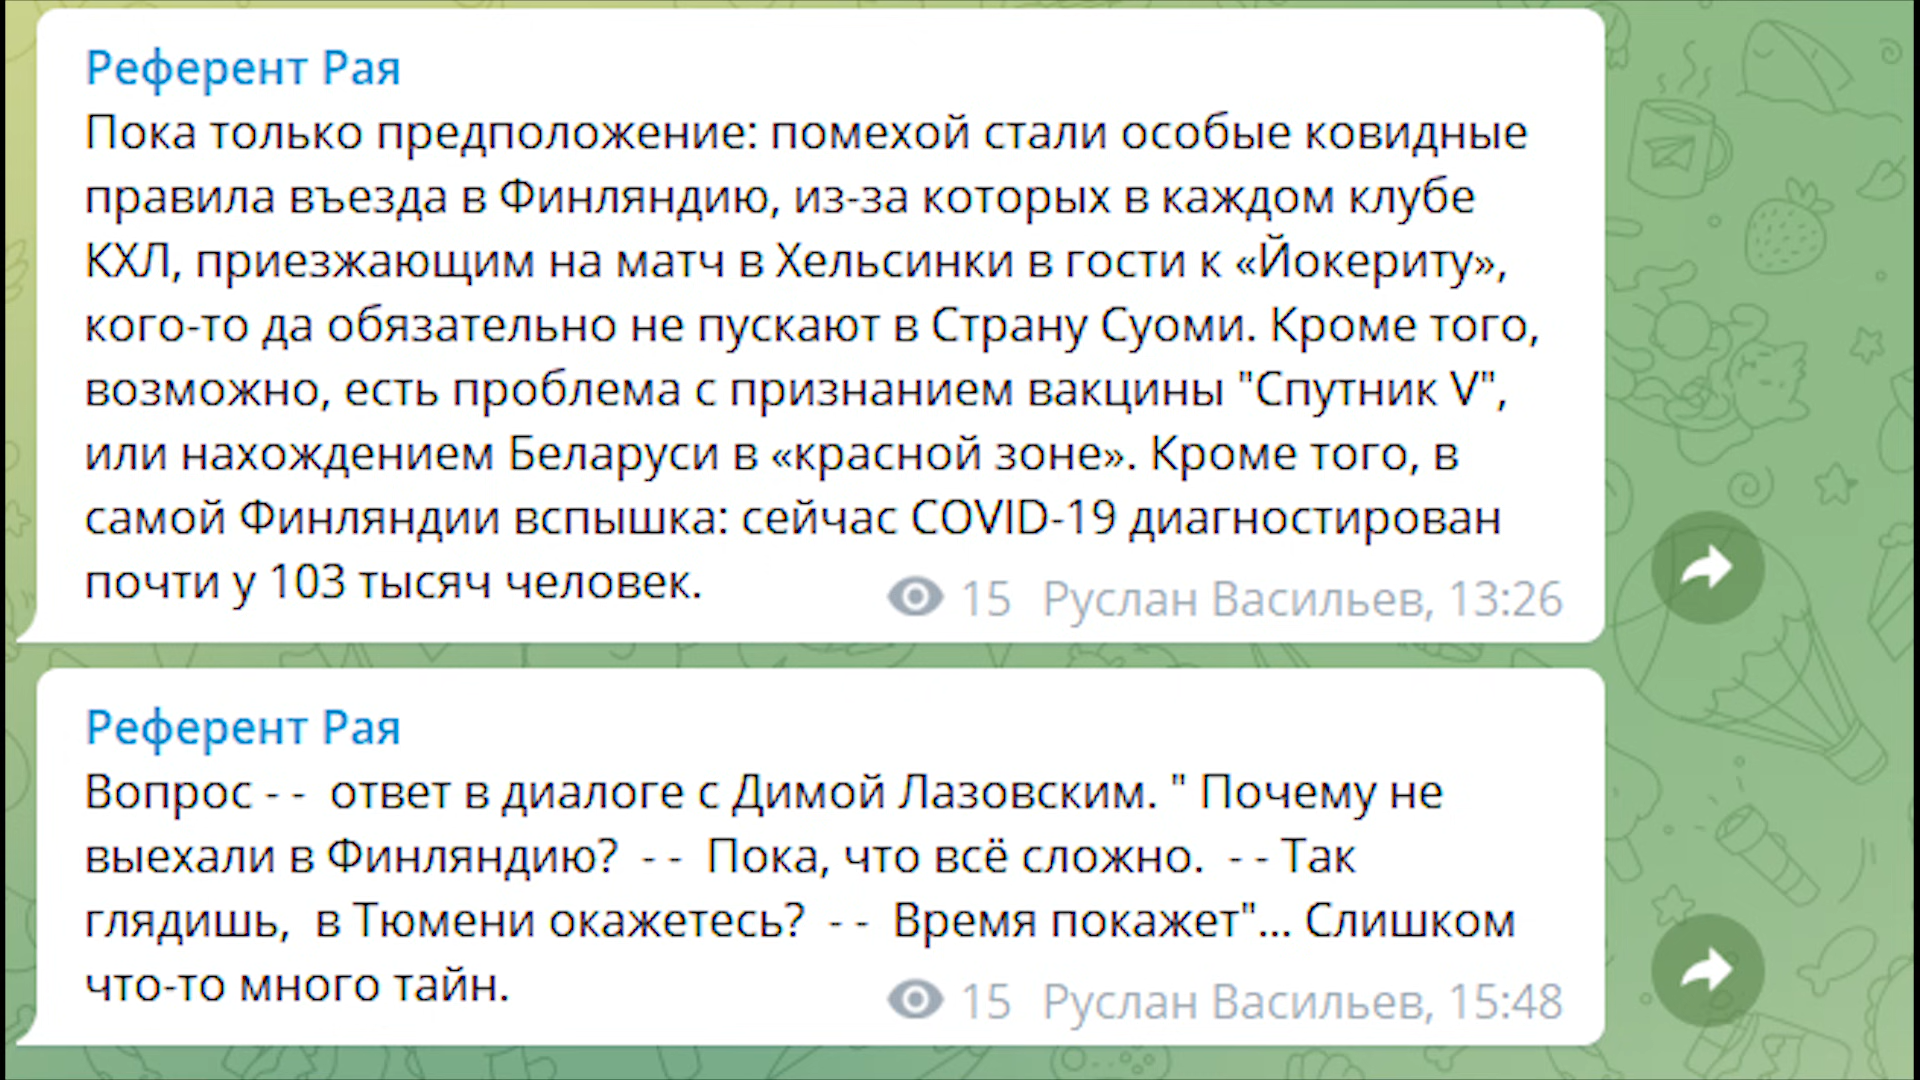 Референт Рая
Пока только предположение: помехой стали особые ковидные
правила въезда в Финляндию, из-за которых в каждом клубе
КХЛ, приезжающим на матч в Хельсинки в гости к «Йокериту»,
кого-то да обязательно не пускают в Страну Суоми. Кроме того,
возможно, есть проблема с признанием вакцины "Спутник V",
или нахождением Беларуси в «красной зоне». Кроме того, в
самой Финляндии вспышка: сейчас COVID-19 диагностирован
почти у 103 тысяч человек.
15 Руслан Васильев, 13:26
Референт Рая
Вопрос - -  ответ в диалоге с Димой Лазовским. " Почему не
выехали в Финляндию?  - -  Пока, что всё сложно.  - - Так
глядишь,  в Тюмени окажетесь?  - -  Время покажет"... Слишком
что-то много тайн.
15 Руслан Васильев, 15:48